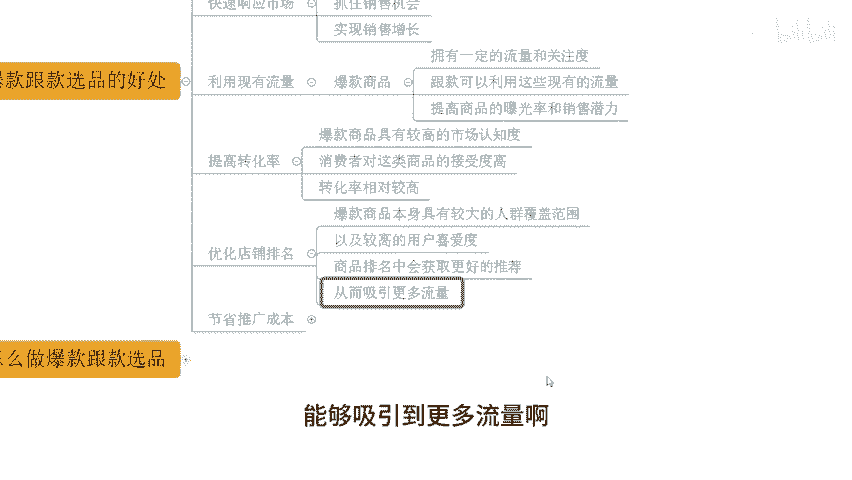 快速响应市场
抓住销售机会
实现销售增长
爆款跟款选品的好处
利用现有流量
爆款商品
拥有一定的流量和关注度
跟款可以利用这些现有的流量
提高商品的曝光率和销售潜力
提高转化率
爆款商品具有较高的市场认知度
消费者对这类商品的接受度高
转化率相对较高
优化店铺排名
爆款商品本身具有较大的人群覆盖范围
以及较高的用户喜爱度
商品排名中会获取更好的推荐
从而吸引更多流量
节省推广成本
怎么做爆款跟款选品
能够吸引到更多流量啊
bilibili